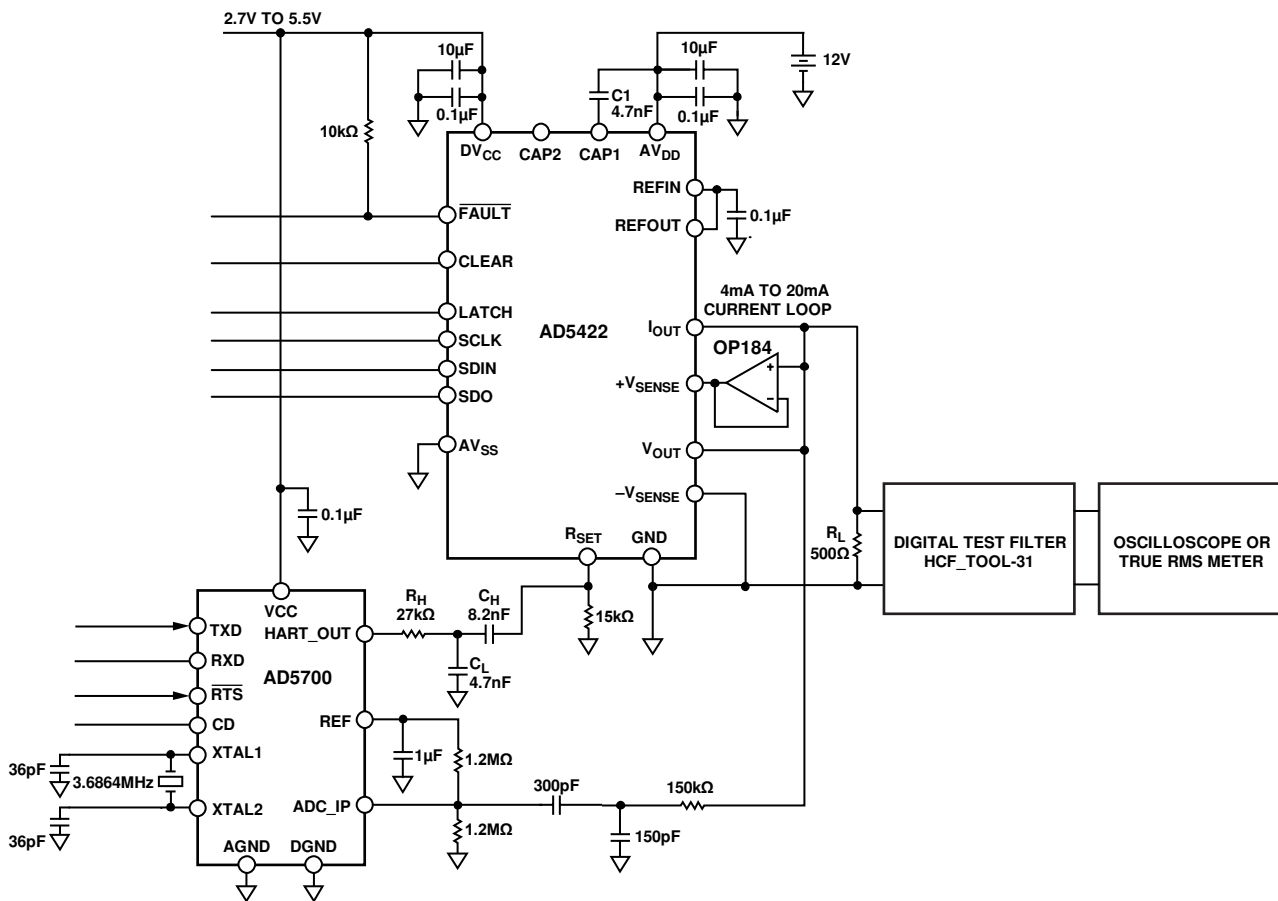 2.7V TO 5.5V
10µF
0.1µF
10kΩ
C1
4.7nF
10µF
0.1µF
12V
DVCC
CAP2
CAP1
AVDD
REFIN
REFOUT
0.1µF
FAULT
CLEAR
LATCH
SCLK
SDIN
SDO
AVSS
AD5422
4mA TO 20mA
CURRENT LOOP
IOUT
OP184
+
−
+VSENSE
VOUT
–VSENSE
RSET
GND
0.1µF
RL
500Ω
DIGITAL TEST FILTER
HCF_TOOL-31
OSCILLOSCOPE OR
TRUE RMS METER
VCC
TXD
RXD
RTS
CD
XTAL1
XTAL2
HART_OUT
AD5700
REF
ADC_IP
AGND
DGND
RH
27kΩ
CH
8.2nF
15kΩ
CL
4.7nF
1µF
1.2MΩ
1.2MΩ
300pF
150kΩ
150pF
36pF
3.6864MHz
36pF